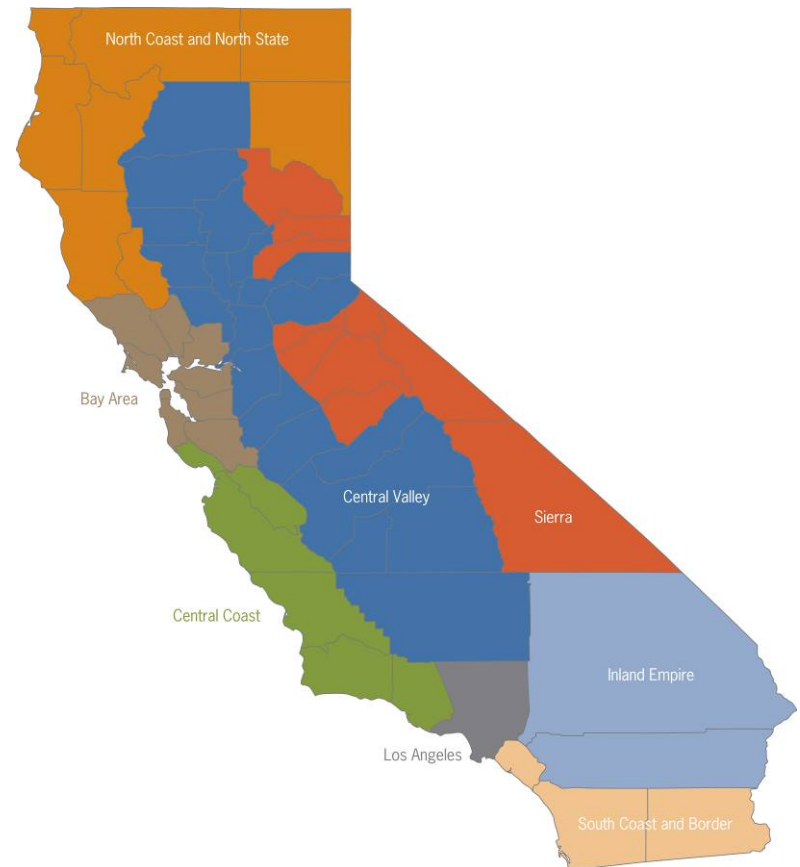 North Coast and North State
Bay Area
Central Valley
Sierra
Central Coast
Inland Empire
Los Angeles
South Coast and Border